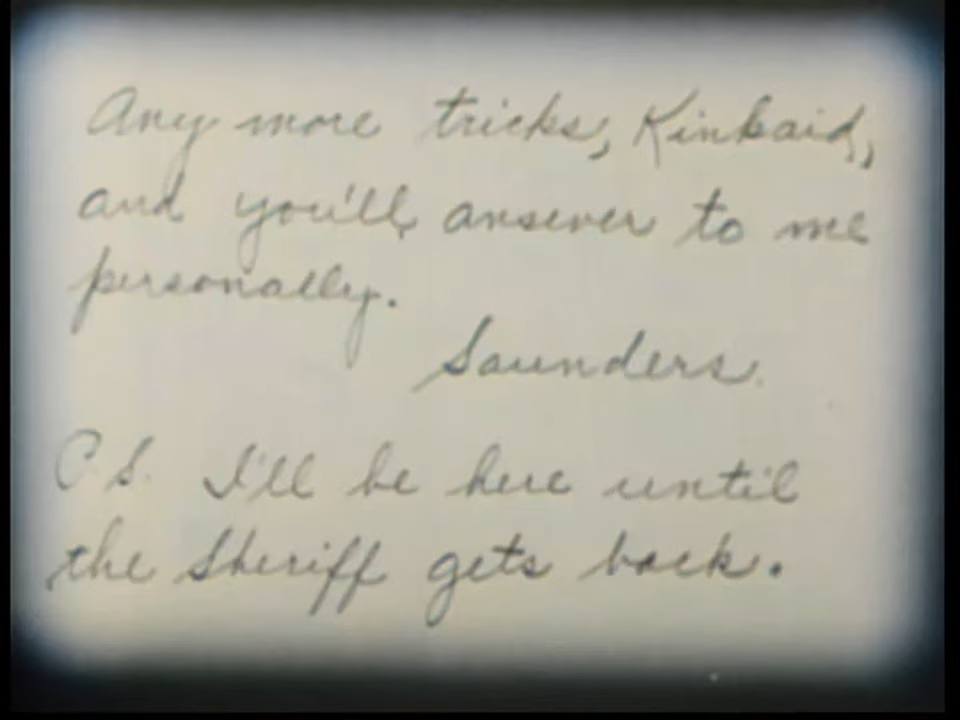 Any more tricks, Kinkaid,
and you'll answer to me
personally.
Saunders.
P.S. I'll be here until
the Sheriff gets back.